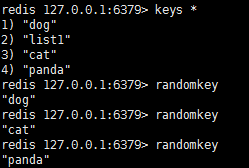 redis 127.0.0.1:6379> keys *
1) "dog"
2) "list1"
3) "cat"
4) "panda"
redis 127.0.0.1:6379> randomkey
"dog"
redis 127.0.0.1:6379> randomkey
"cat"
redis 127.0.0.1:6379> randomkey
"panda"